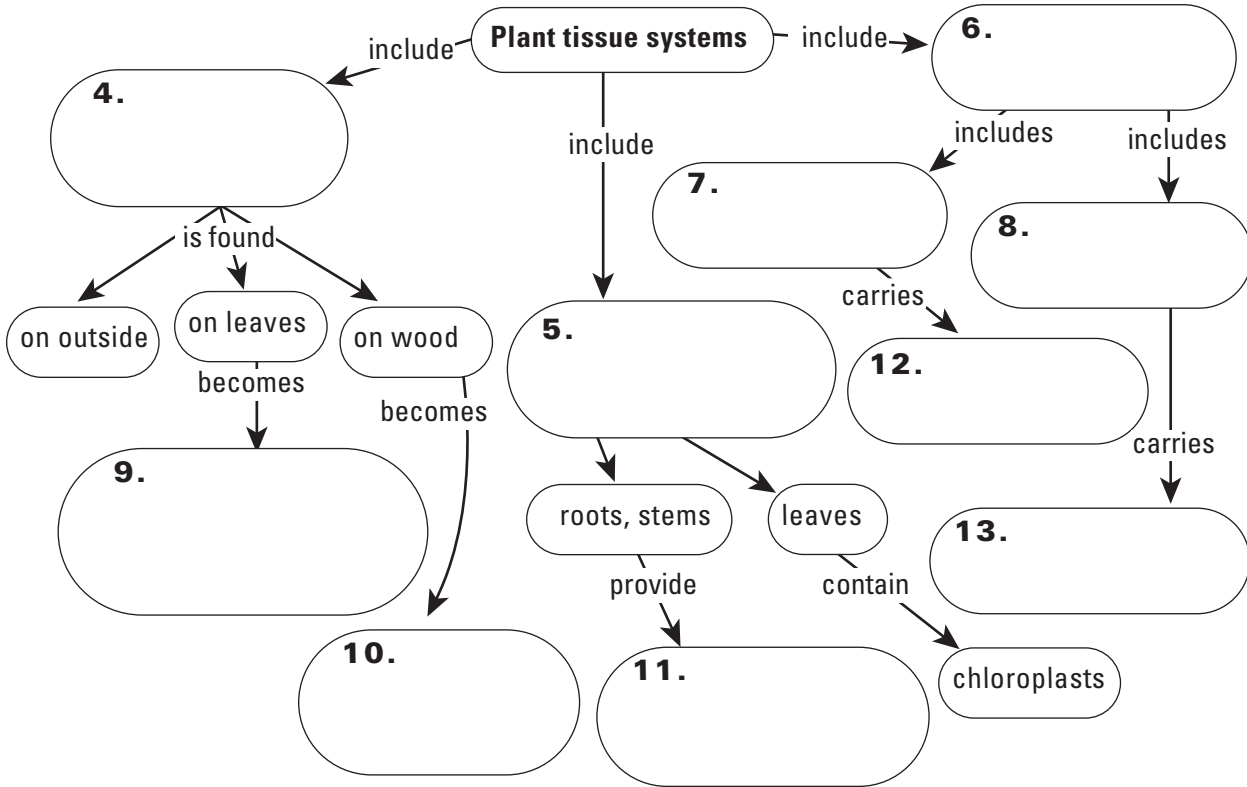 Plant tissue systems
include
include
include
4.
6.
includes
includes
7.
8.
is found
on outside
on leaves
on wood
becomes
becomes
5.
carries
12.
carries
9.
roots, stems
leaves
13.
provide
contain
10.
11.
chloroplasts